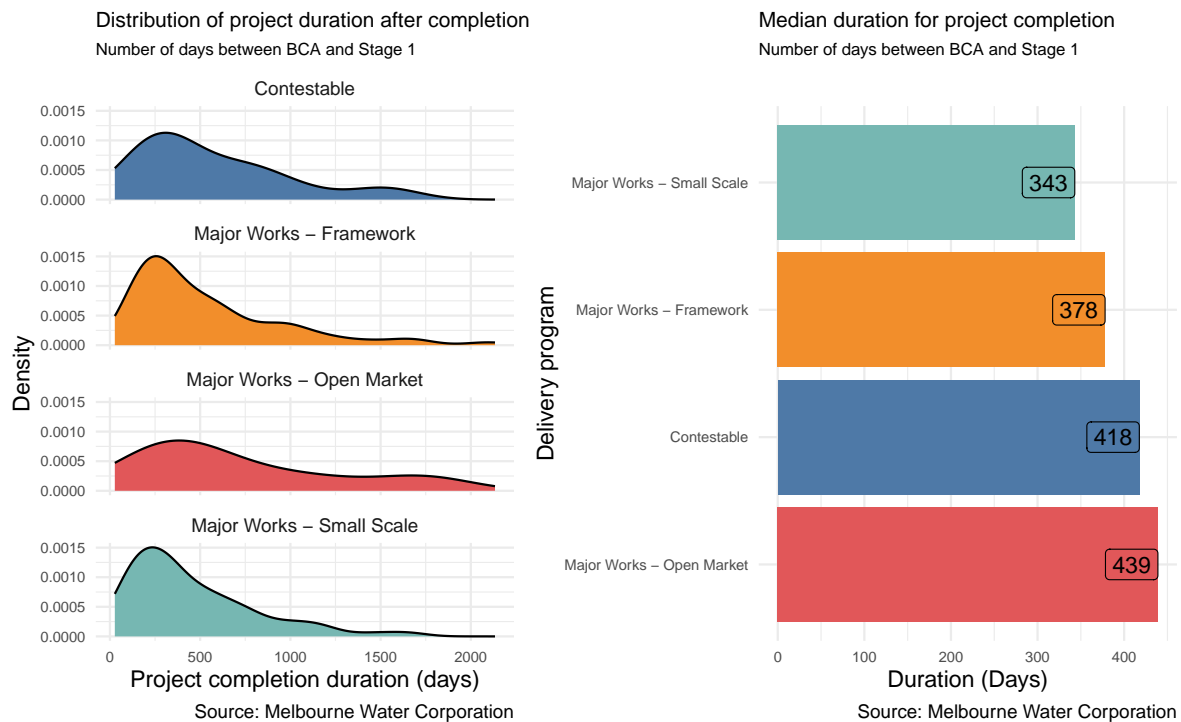 Distribution of project duration after completion
Number of days between BCA and Stage 1
Contestable
0.0015
0.0010
0.0005
0.0000
Major Works − Framework
0.0015
0.0010
0.0005
0.0000
Major Works − Open Market
0.0015
0.0010
0.0005
0.0000
Major Works − Small Scale
0.0015
0.0010
0.0005
0.0000
Density
0 500 1000 1500 2000
Project completion duration (days)
Source: Melbourne Water Corporation
Median duration for project completion
Number of days between BCA and Stage 1
Delivery program
Major Works − Small Scale
343
Major Works − Framework
378
Contestable
418
Major Works − Open Market
439
0 100 200 300 400
Duration (Days)
Source: Melbourne Water Corporation